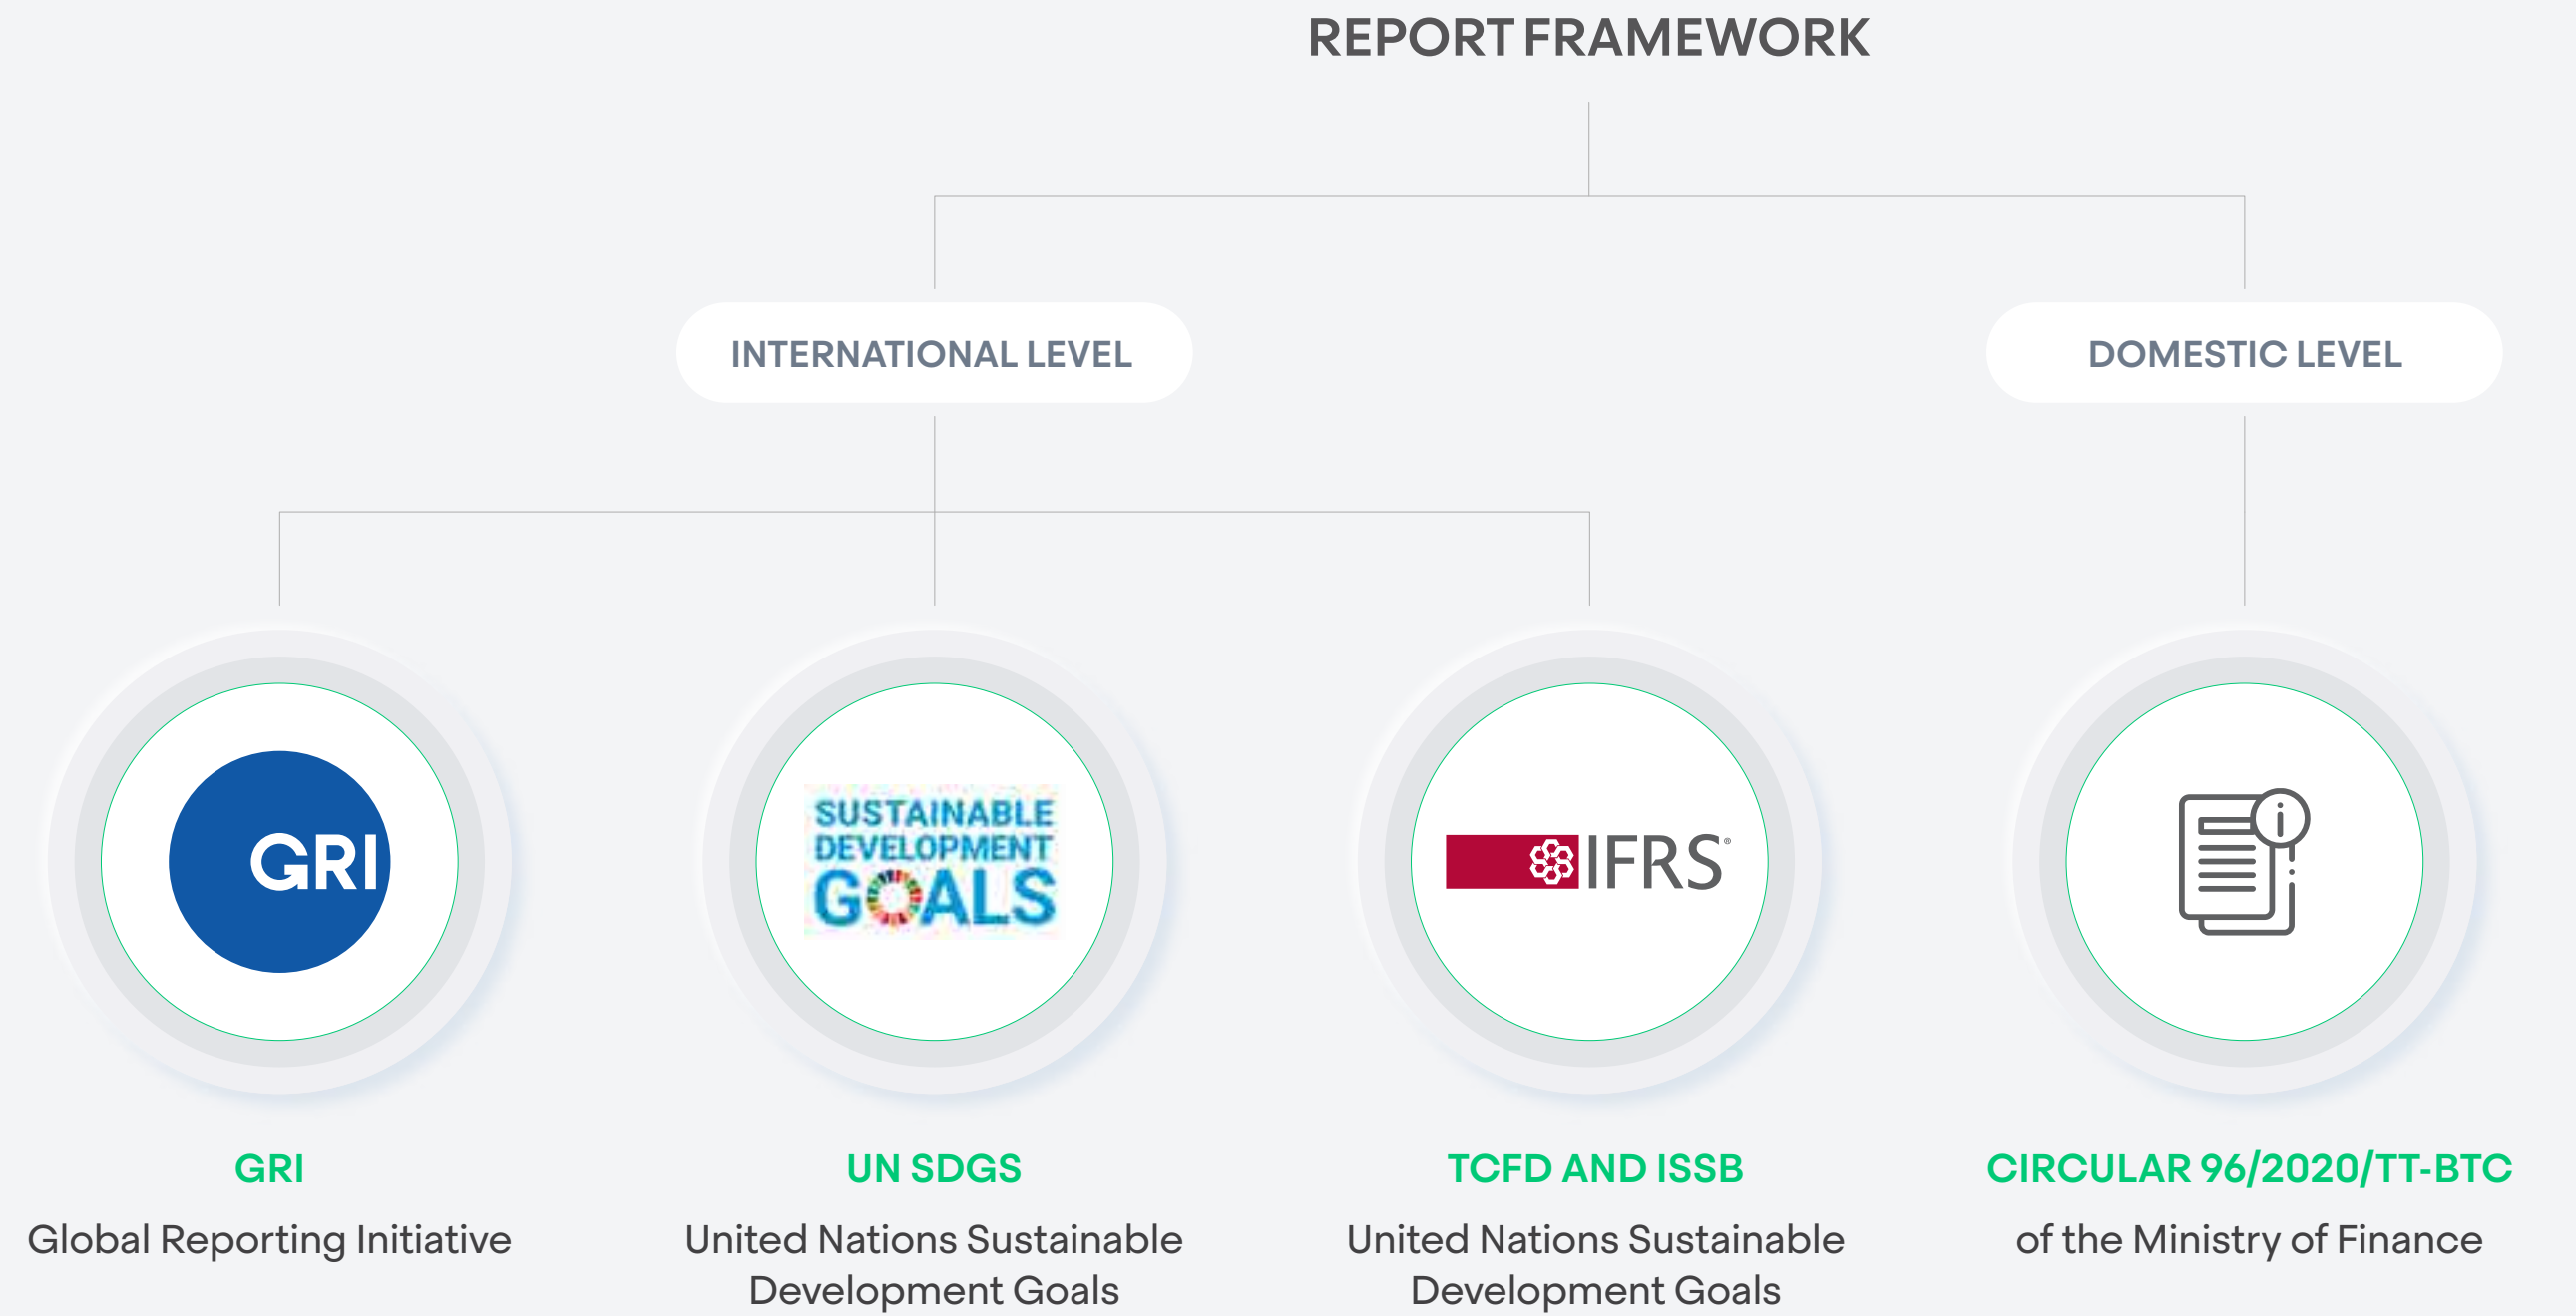 REPORT FRAMEWORK
INTERNATIONAL LEVEL
DOMESTIC LEVEL
GRI
SUSTAINABLE
DEVELOPMENT
GOALS
IFRS®
i
GRI
Global Reporting Initiative
UN SDGS
United Nations Sustainable
Development Goals
TCFD AND ISSB
United Nations Sustainable
Development Goals
CIRCULAR 96/2020/TT-BTC
of the Ministry of Finance